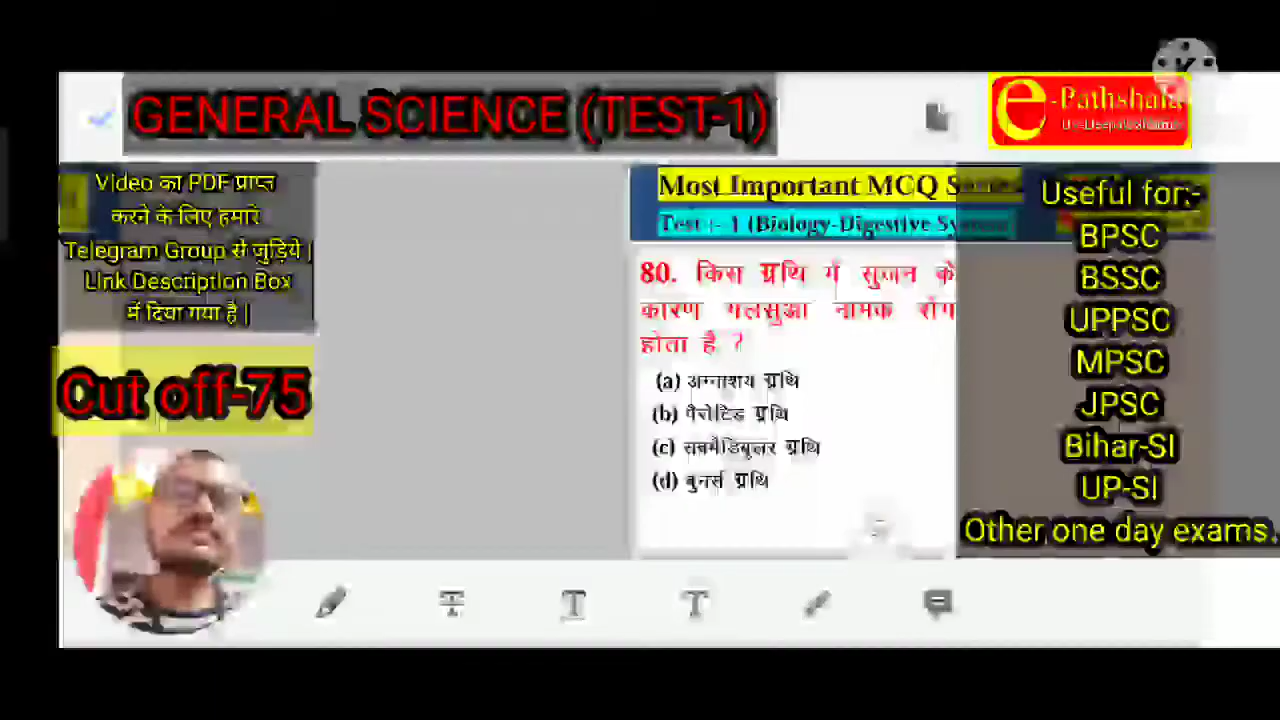 GENERAL SCIENCE (TEST-1)
e-Pathshala
Video का PDF प्राप्त
करने के लिए हमारे
Telegram Group से जुड़िये |
Link Description Box
में दिया गया है |
Cut off-75
Most Important MCQ
Test :- 1 (Biology-Digestive
80. किस ग्रंथि में सुजन के
कारण गलसुआ नामक रोग
होता है ?
(a) अग्नाशय ग्रंथि
(b) पैरोटिड ग्रंथि
(c) सबमैंडिबुलर ग्रंथि
(d) बुनर्स ग्रंथि
Useful for:-
BPSC
BSSC
UPPSC
MPSC
JPSC
Bihar-SI
UP-SI
Other one day exams.